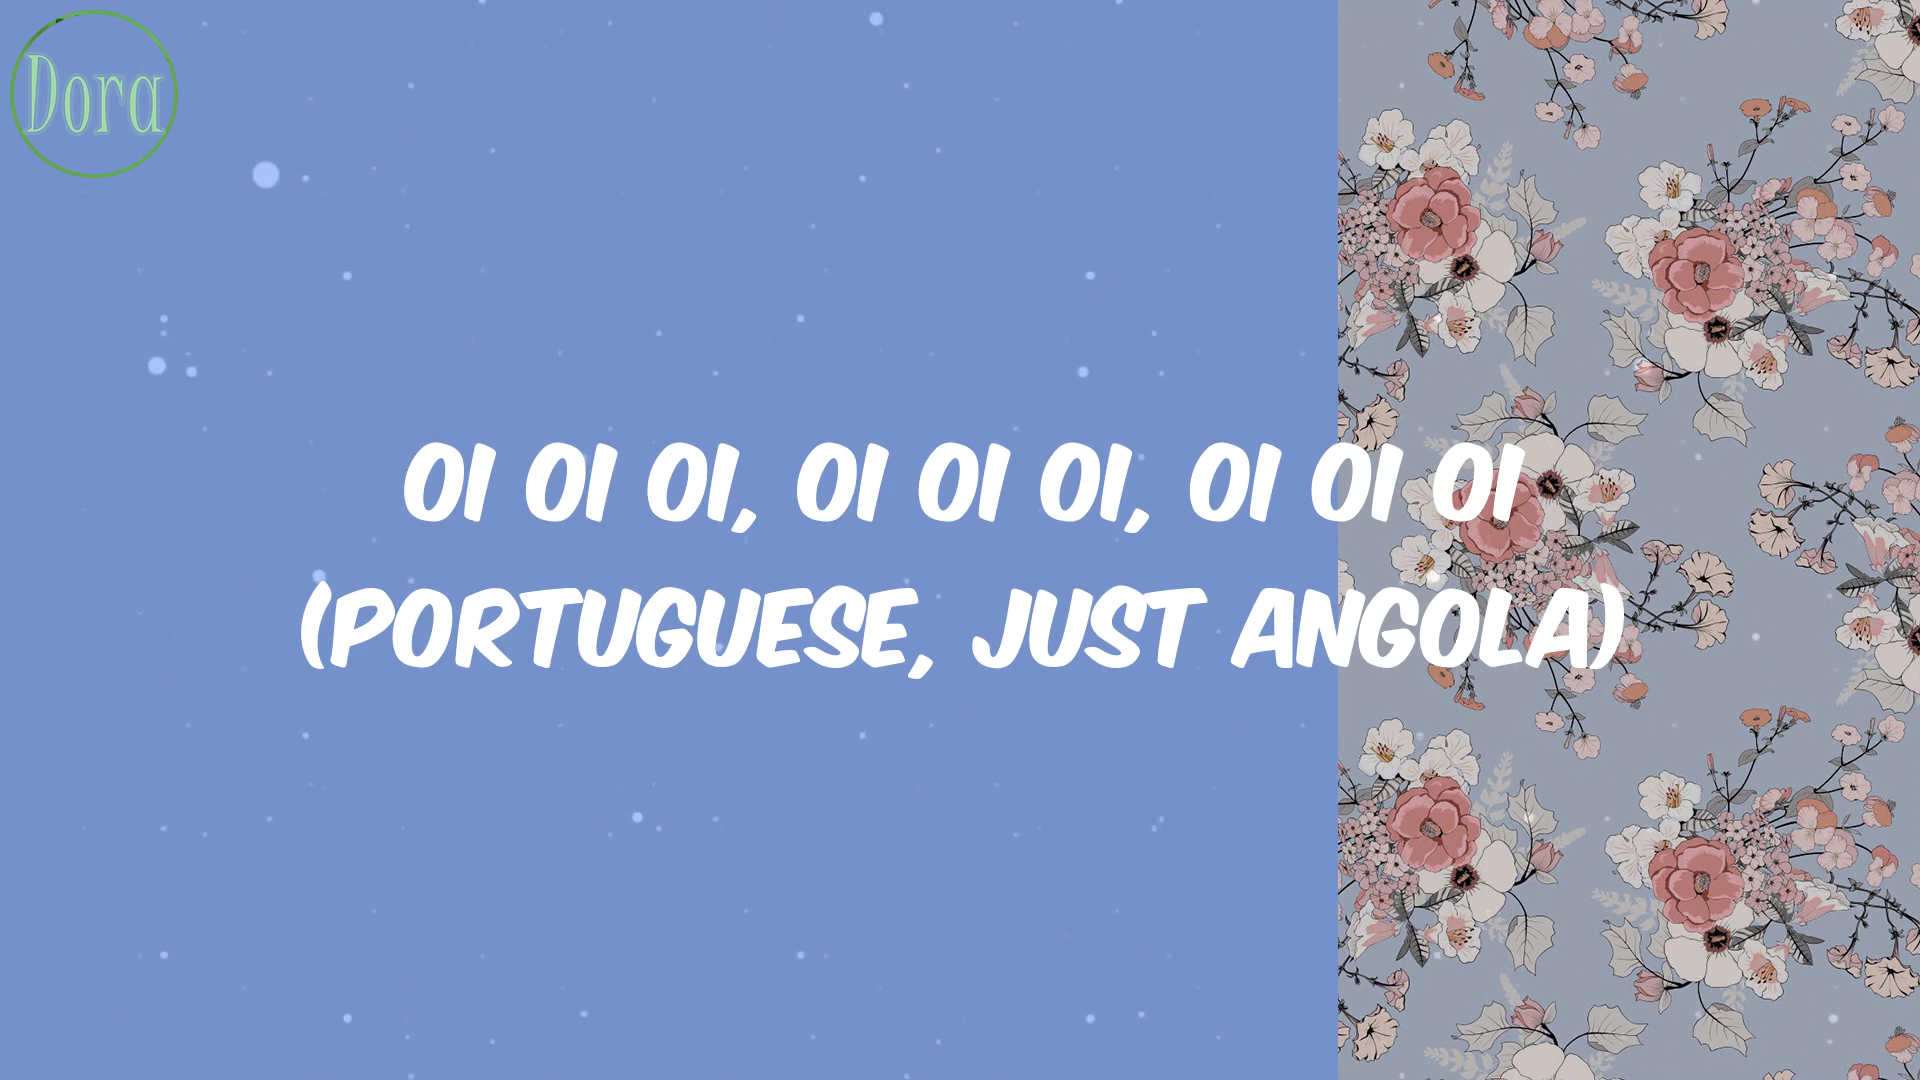 Dora
OI OI OI, OI OI OI, OI OI OI
(PORTUGUESE, JUST ANGOLA)